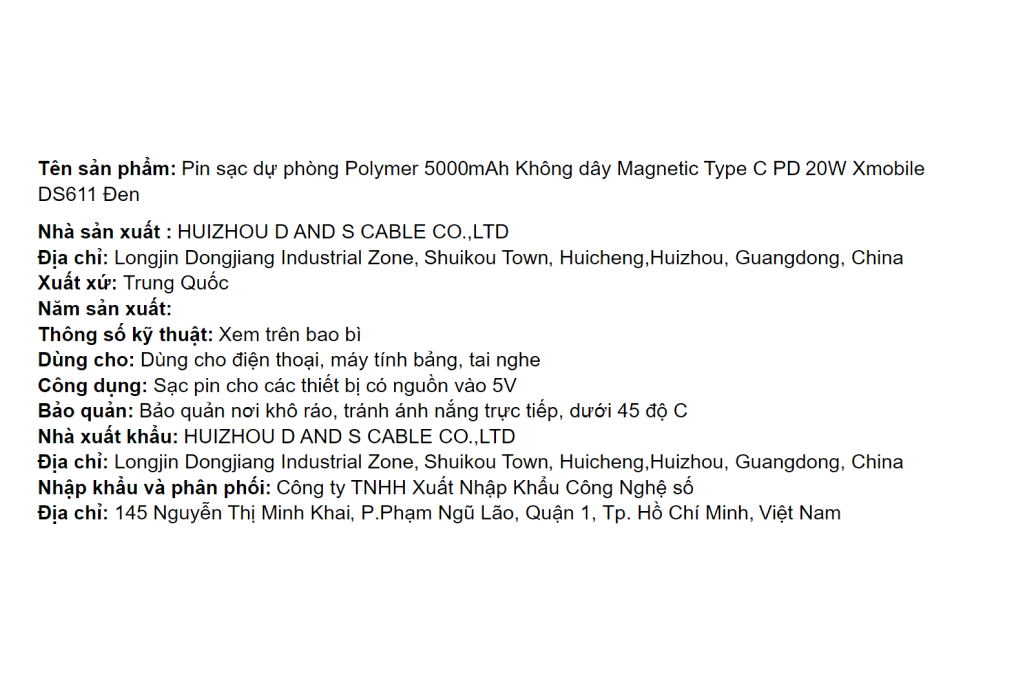 Tên sản phẩm: Pin sạc dự phòng Polymer 5000mAh Không dây Magnetic Type C PD 20W Xmobile
DS611 Đen
Nhà sản xuất : HUIZHOU D AND S CABLE CO.,LTD
Địa chỉ: Longjin Dongjiang Industrial Zone, Shuikou Town, Huicheng,Huizhou, Guangdong, China
Xuất xứ: Trung Quốc
Năm sản xuất:
Thông số kỹ thuật: Xem trên bao bì
Dùng cho: Dùng cho điện thoại, máy tính bảng, tai nghe
Công dụng: Sạc pin cho các thiết bị có nguồn vào 5V
Bảo quản: Bảo quản nơi khô ráo, tránh ánh nắng trực tiếp, dưới 45 độ C
Nhà xuất khẩu: HUIZHOU D AND S CABLE CO.,LTD
Địa chỉ: Longjin Dongjiang Industrial Zone, Shuikou Town, Huicheng,Huizhou, Guangdong, China
Nhập khẩu và phân phối: Công ty TNHH Xuất Nhập Khẩu Công Nghệ số
Địa chỉ: 145 Nguyễn Thị Minh Khai, P.Phạm Ngũ Lão, Quận 1, Tp. Hồ Chí Minh, Việt Nam